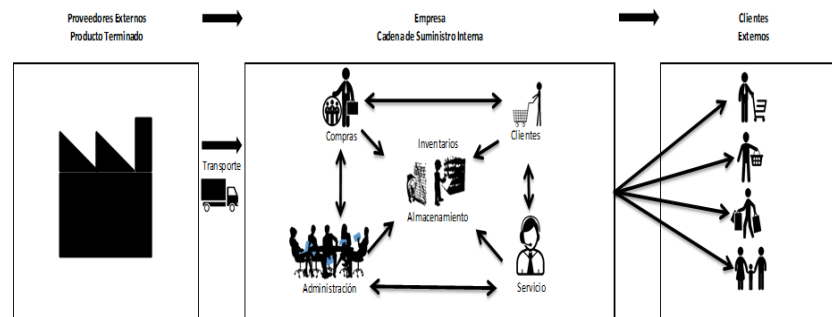 Proveedores Externos
Producto Terminado
Empresa
Cadena de Suministro Interna
Clientes
Externos
Transporte
Compras
Clientes
Inventarios
Almacenamiento
Administración
Servicio